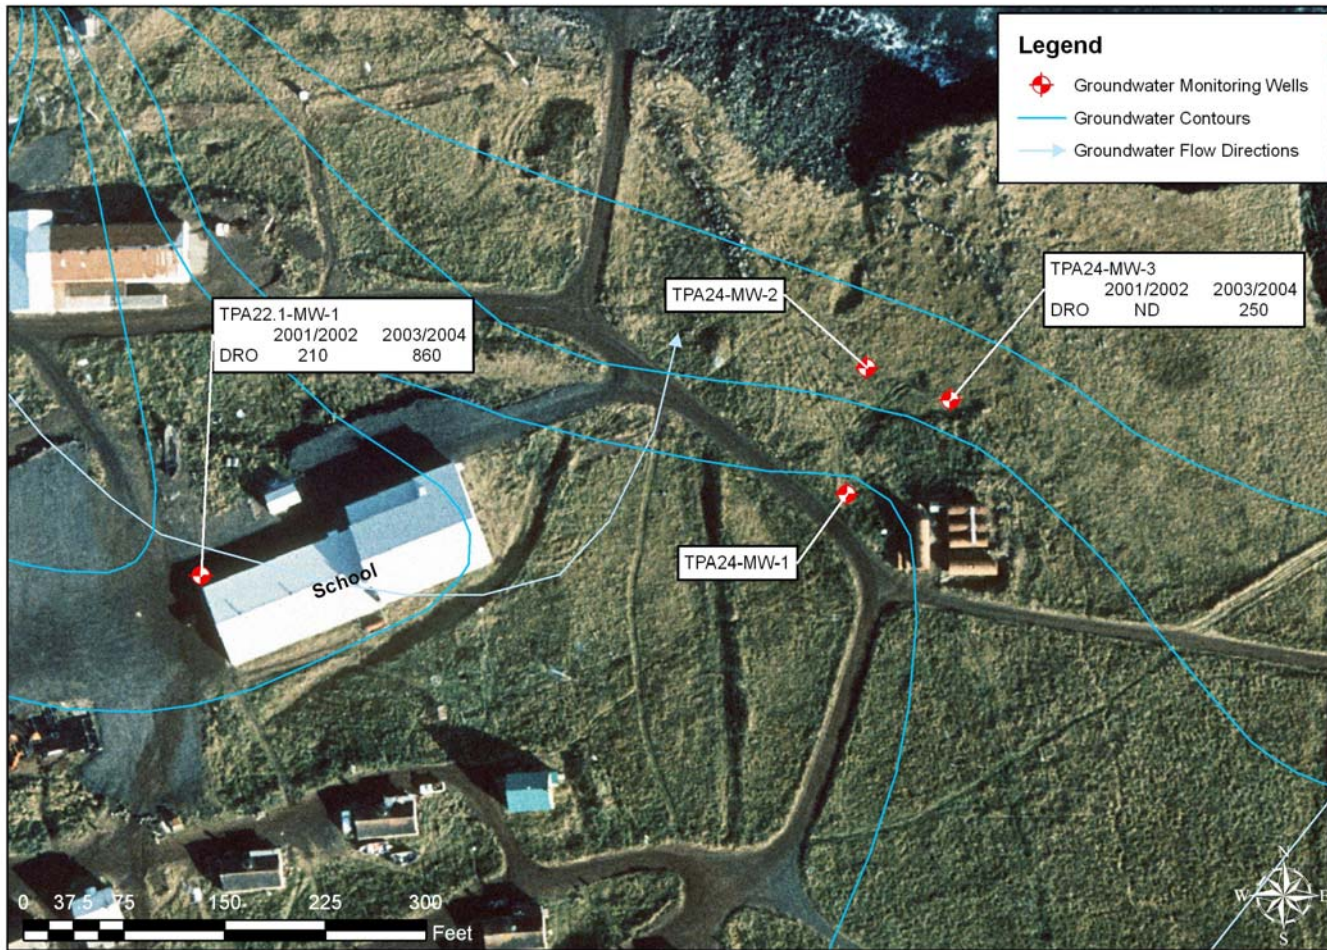 Legend
Groundwater Monitoring Wells
Groundwater Contours
Groundwater Flow Directions
TPA24-MW-3
2001/2002 2003/2004
DRO ND 250
TPA24-MW-2
TPA22.1-MW-1
2001/2002 2003/2004
DRO 210 860
TPA24-MW-1
School
0 37.5 75 150 225 300
Feet
N
W E
S